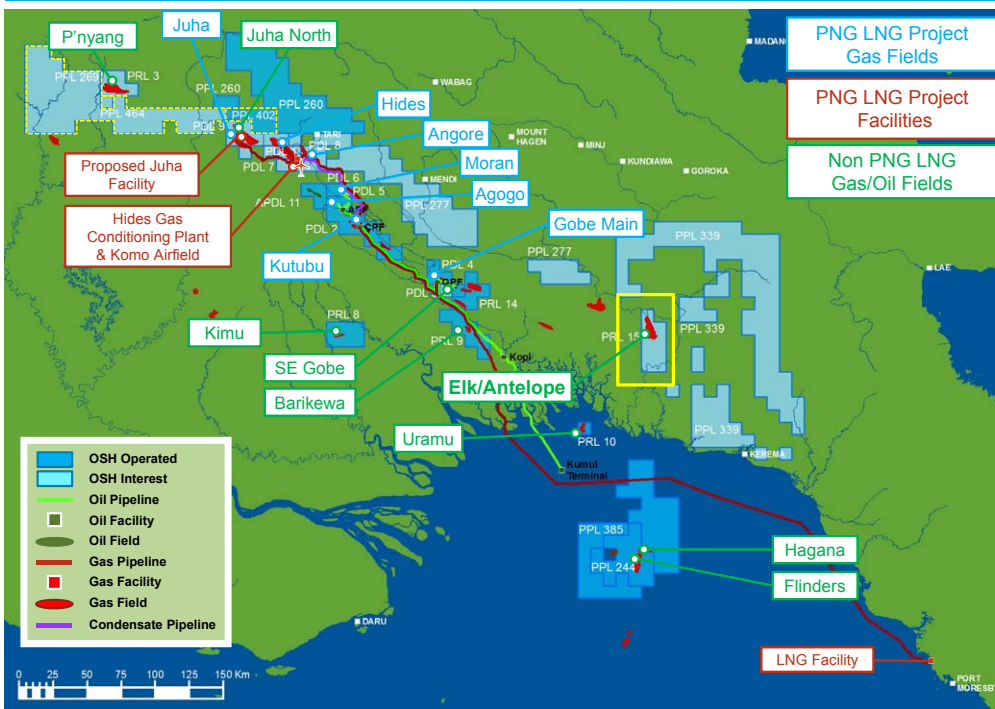 Juha
Juha North
P'nyang
PNG LNG Project
Gas Fields
PNG LNG Project
Facilities
Non PNG LNG
Gas/Oil Fields
MADANG
PPL 269
PRL 3
PPL 260
WABAG
PPL 464
PPL 402
PPL 260
PDL 9
Hides
TARI
Angore
PDL 8
MOUNT
HAGEN
MINJ
KUNDIAWA
GOROKA
Proposed Juha
Facility
PDL 7
Moran
PDL 6
PDL 5
MENDI
Agogo
PPL 277
APDL 11
Hides Gas
Conditioning Plant
& Komo Airfield
PDL 2
CPF
Gobe Main
Kutubu
PPL 339
PPL 277
LAE
PDL 4
GPF
PDL 3
PRL 14
PPL 339
PRL 8
Kimu
PRL 9
PRL 15
SE Gobe
Kopi
Elk/Antelope
Barikewa
PPL 339
Uramu
PRL 10
KEREMA
Kumul
Terminal
OSH Operated
OSH Interest
Oil Pipeline
Oil Facility
Oil Field
Gas Pipeline
Gas Facility
Gas Field
Condensate Pipeline
PPL 385
Hagana
PPL 244
Flinders
DARU
LNG Facility
PORT
MORESBY
0 25 50 75 100 125 150 Km